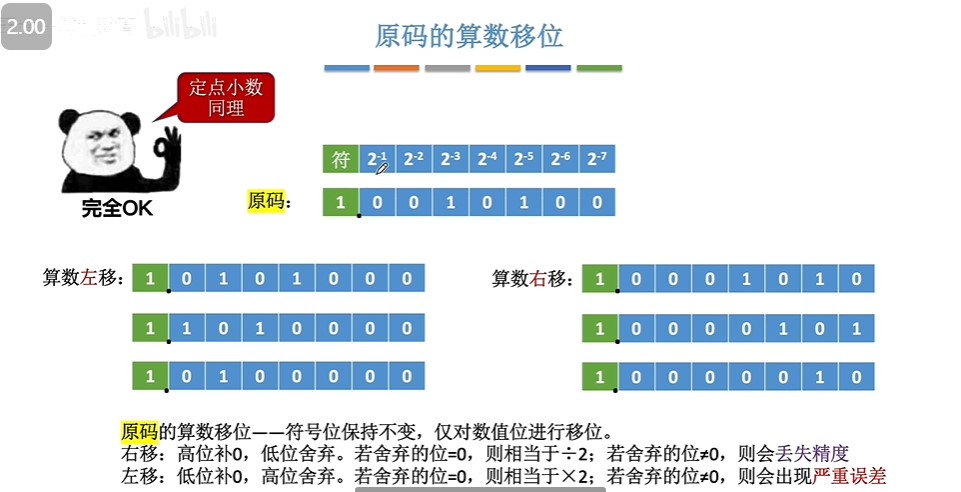 2.00
bilibili
原码的算数移位
定点小数
同理
完全OK
符 2-1 2-2 2-3 2-4 2-5 2-6 2-7
原码: 1 . 0 0 1 0 1 0 0
算数左移: 1 . 0 1 0 1 0 0 0
1 . 1 0 1 0 0 0 0
1 . 0 1 0 0 0 0 0
算数右移: 1 . 0 0 0 1 0 1 0
1 . 0 0 0 0 1 0 1
1 . 0 0 0 0 0 1 0
原码的算数移位——符号位保持不变，仅对数值位进行移位。
右移：高位补0，低位舍弃。若舍弃的位=0，则相当于÷2；若舍弃的位≠0，则会丢失精度
左移：低位补0，高位舍弃。若舍弃的位=0，则相当于×2；若舍弃的位≠0，则会出现严重误差